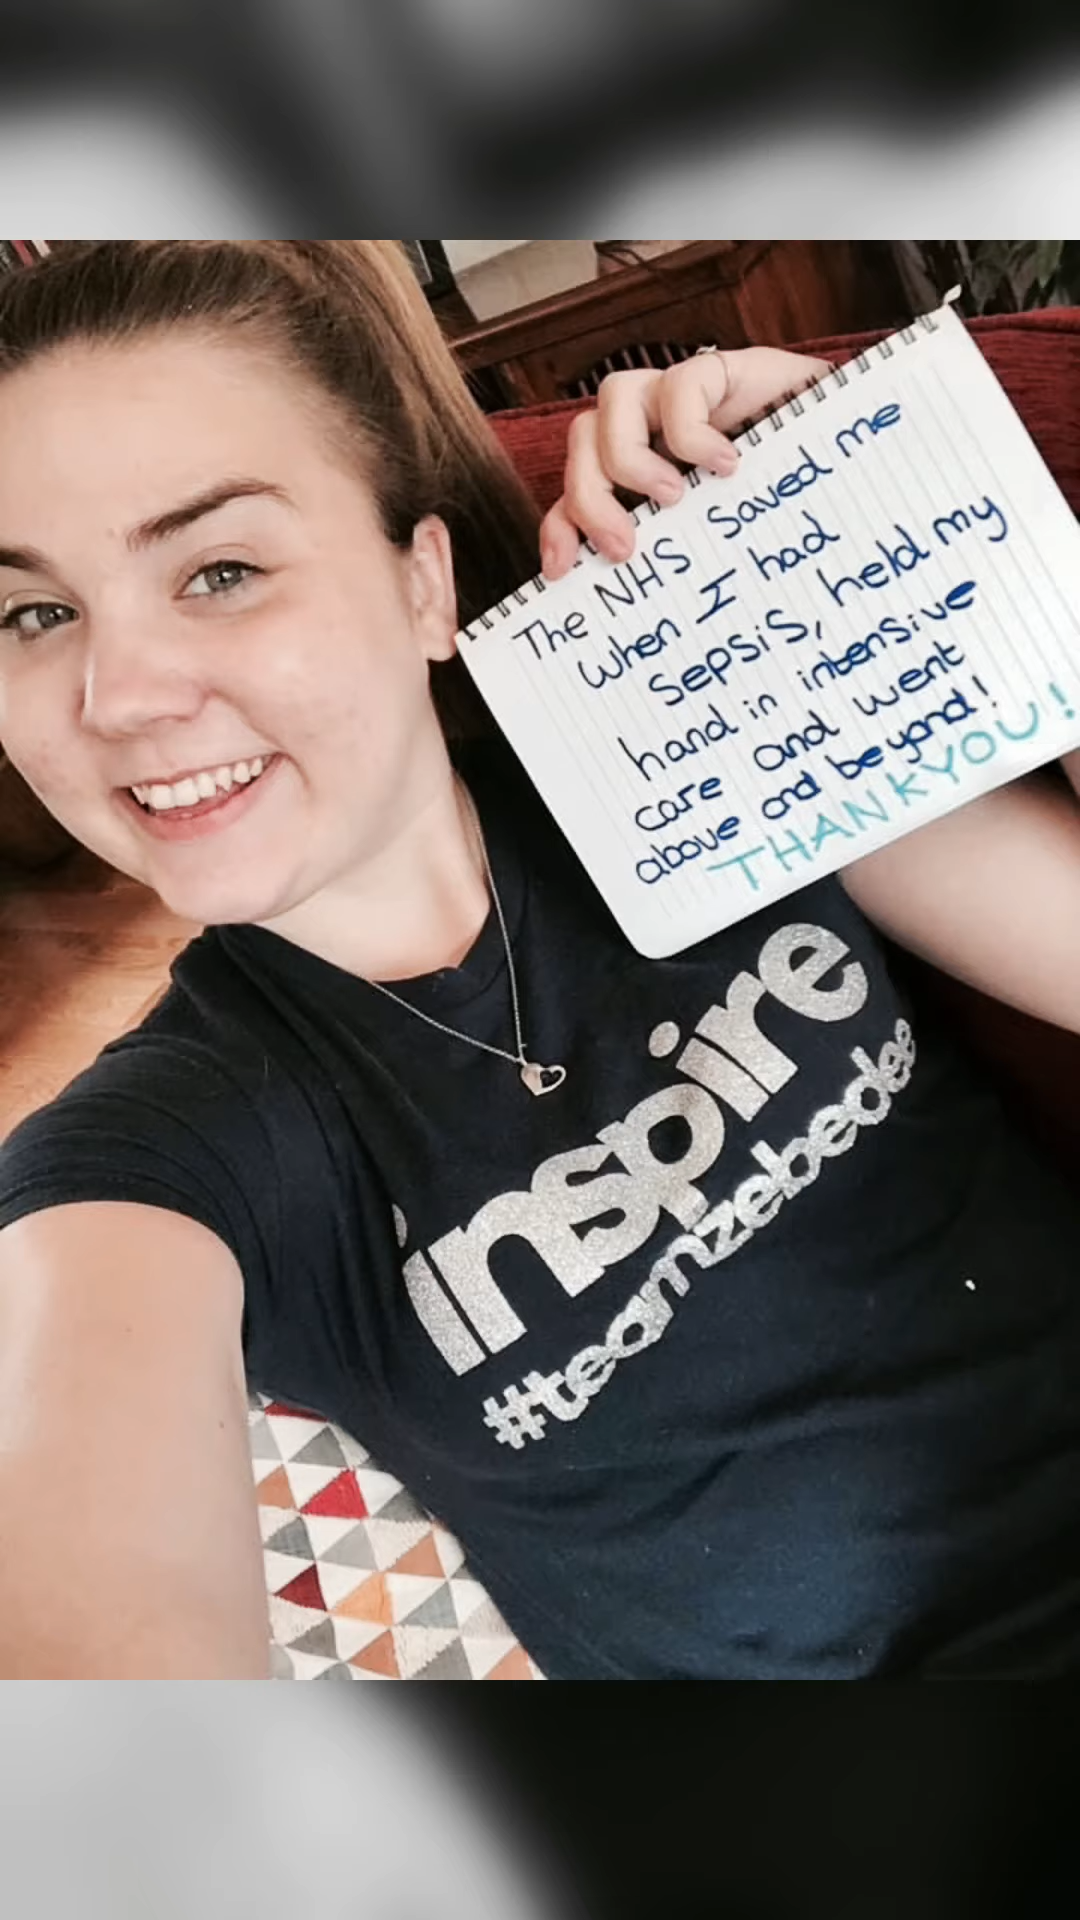 The NHS saved me
when I had
sepsis, held my
hand in intensive
care and went
above and beyond!
THANKYOU!
inspire
#teamzebedee